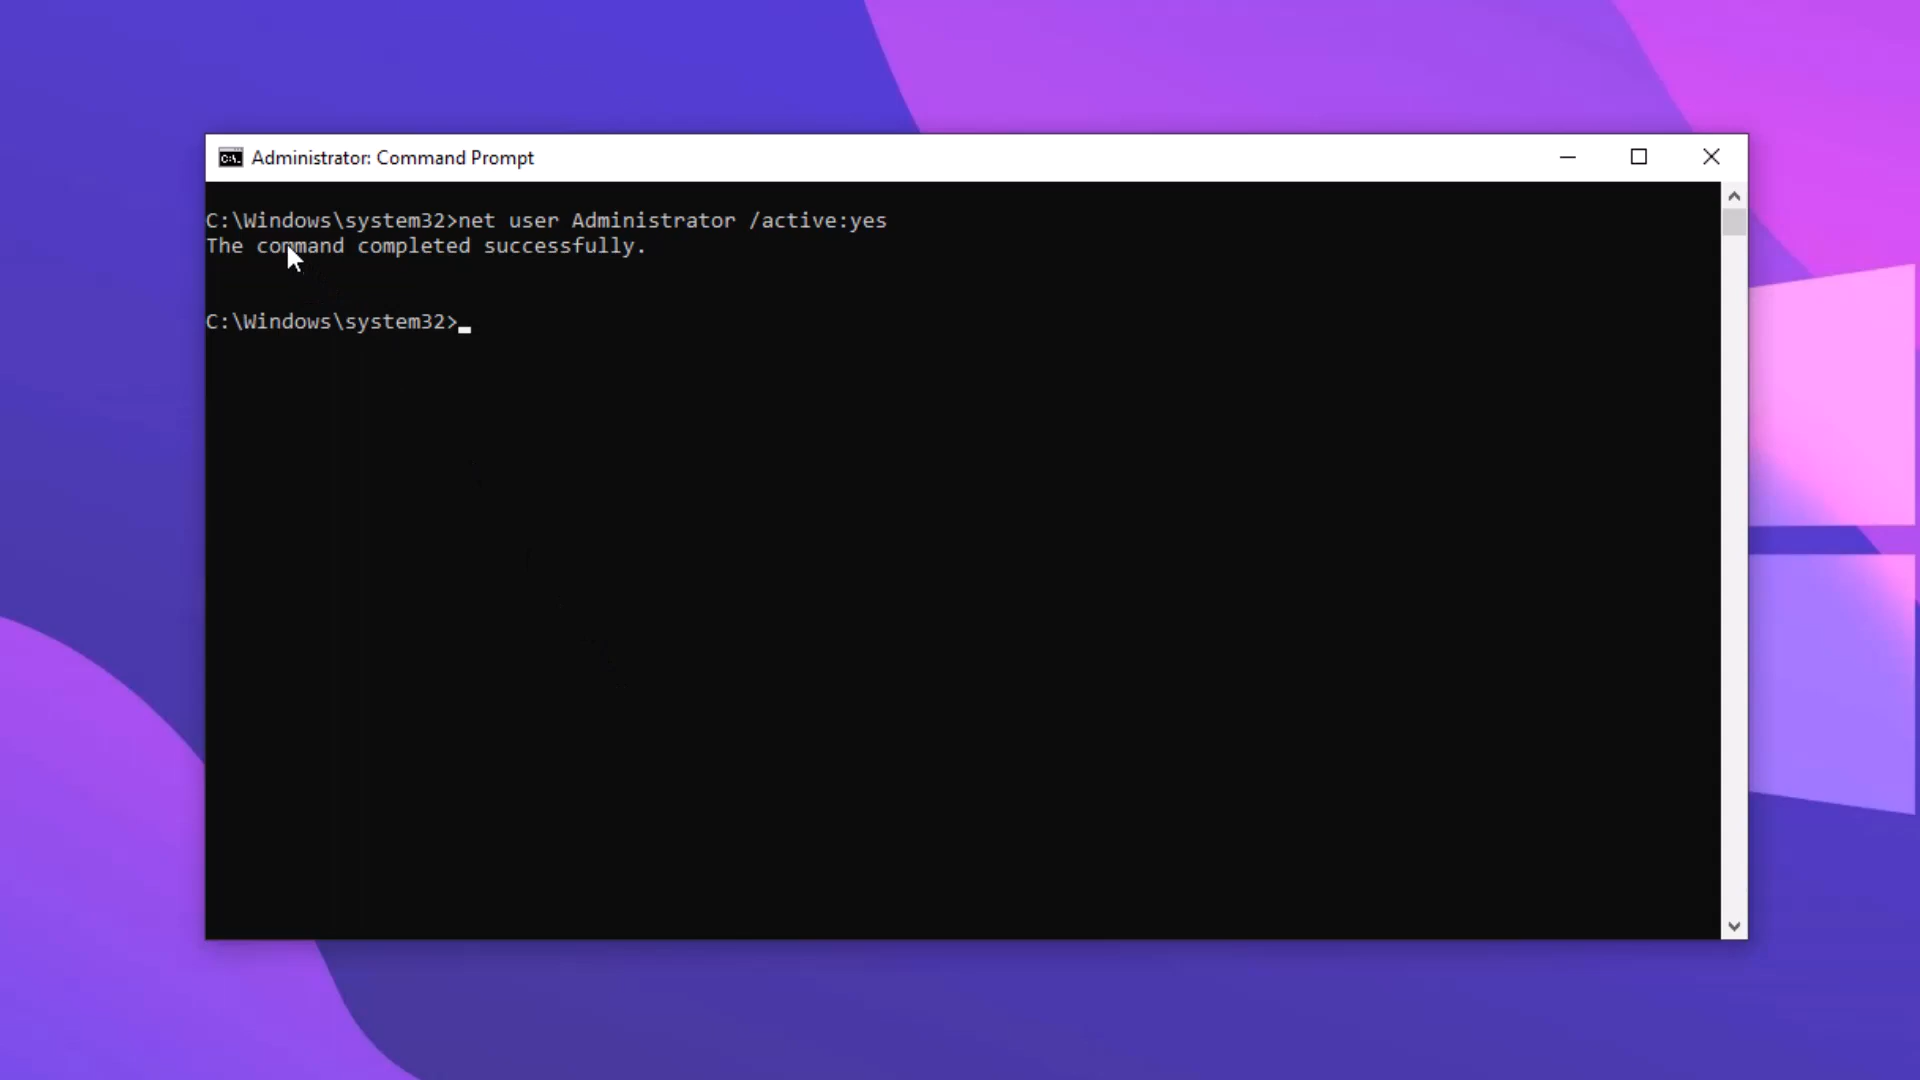 Administrator: Command Prompt
C:\Windows\system32>net user Administrator /active:yes
The command completed successfully.
C:\Windows\system32>